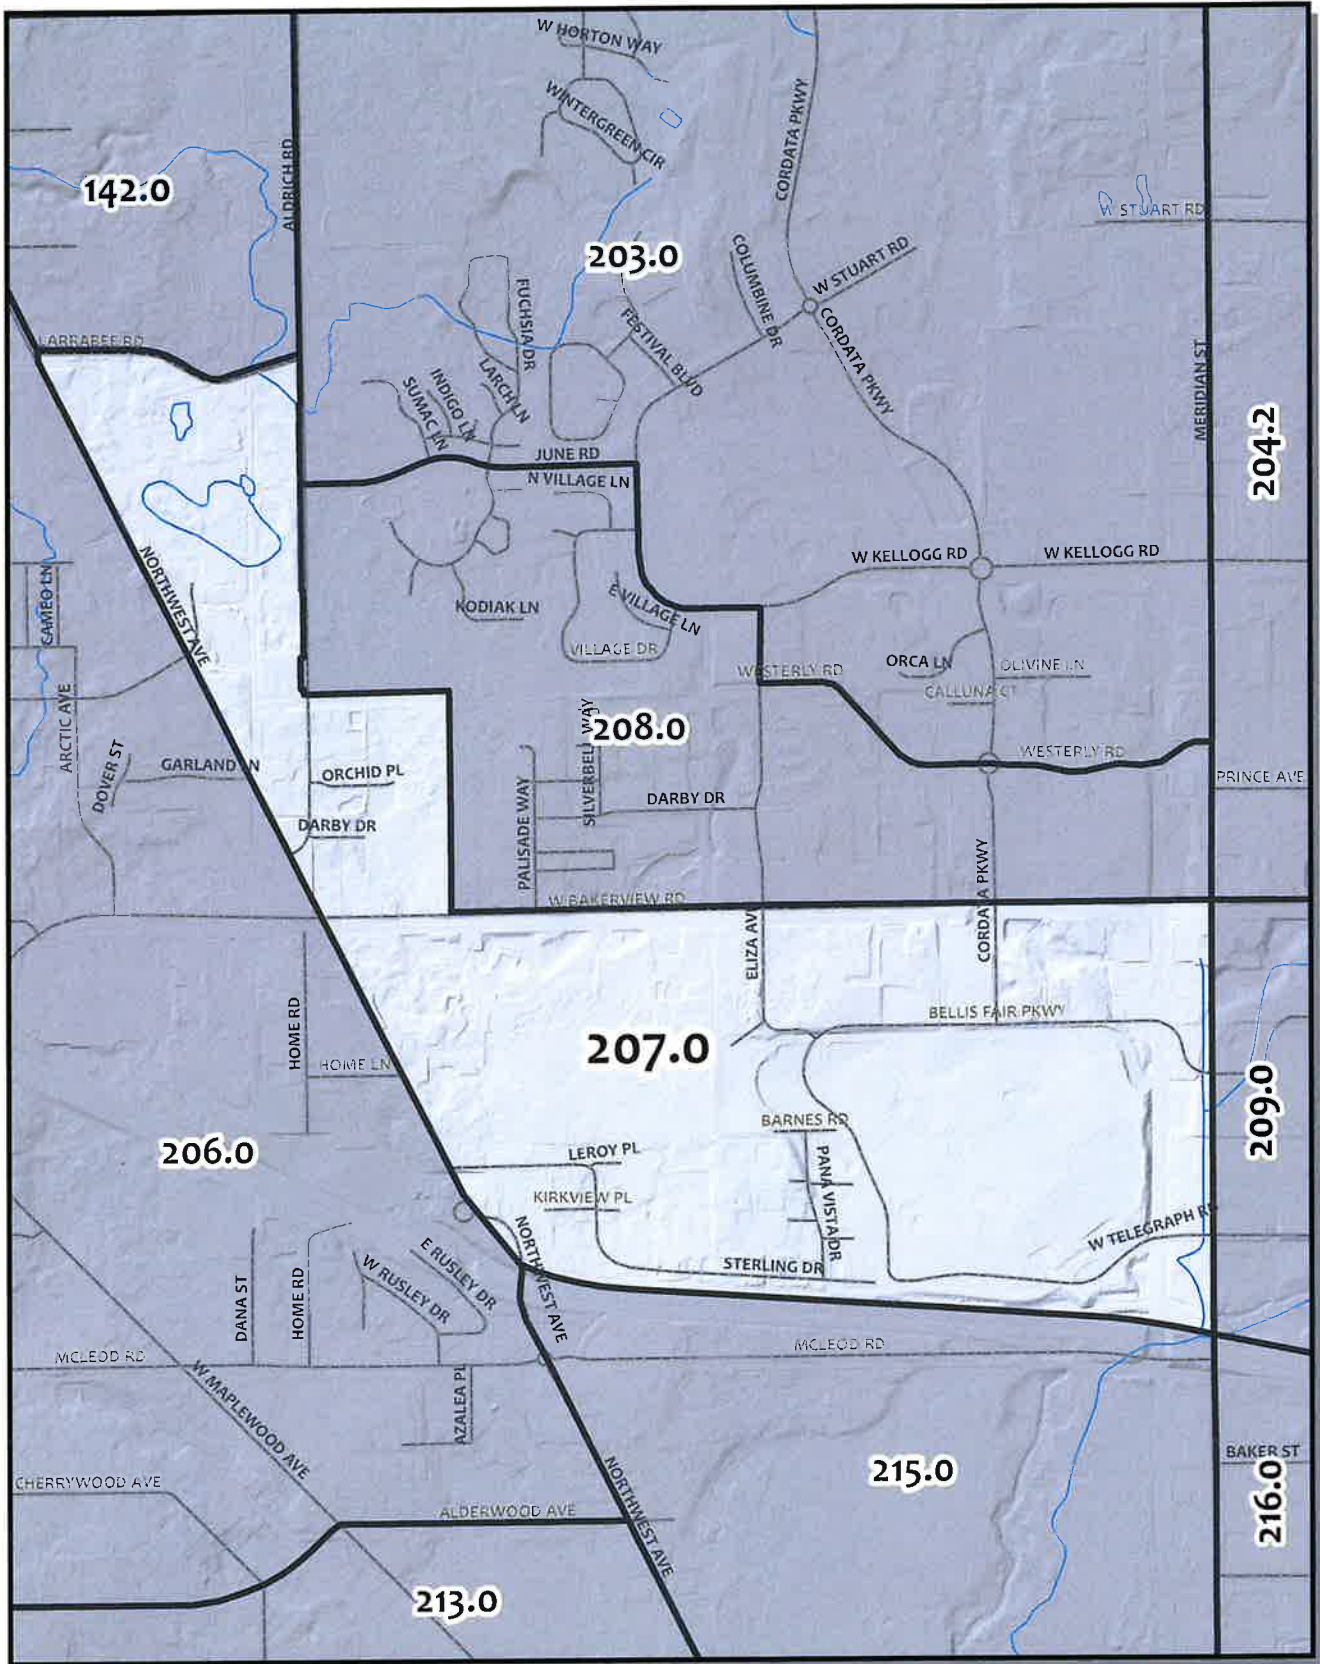 W HORTON WAY
WINTERGREEN CIR
CORDATA PKWY
142.0
ALDRICH RD
W STUART RD
203.0
COLUMBINE DR
W STUART RD
FUCHSIA DR
FESTIVAL BLVD
CORDATA PKWY
LARRABEE RD
MERIDIAN ST
LARCH LN
INDIGO LN
SUMAC LN
204.2
JUNE RD
N VILLAGE LN
W KELLOGG RD
W KELLOGG RD
NORTHWEST AVE
CAMEO LN
KODIAK LN
E VILLAGE LN
VILLAGE DR
WESTERLY RD
ORCA LN
OLIVINE LN
CALLUNA CT
ARCTIC AVE
208.0
SILVERBELL WAY
WESTERLY RD
DOVER ST
GARLAND LN
ORCHID PL
PRINCE AVE
DARBY DR
DARBY DR
PALISADE WAY
CORDATA PKWY
W BAKERVIEW RD
ELIZA AV
HOME RD
BELLIS FAIR PKWY
207.0
HOME LN
209.0
BARNES RD
206.0
LEROY PL
PANA VISTA DR
KIRKVIEW PL
W TELEGRAPH RD
NORTHWEST AVE
E RUSLEY DR
W RUSLEY DR
STERLING DR
DANA ST
HOME RD
MCLEOD RD
MCLEOD RD
W MAPLEWOOD AVE
AZALEA PL
BAKER ST
215.0
CHERRYWOOD AVE
NORTHWEST AVE
216.0
ALDERWOOD AVE
213.0